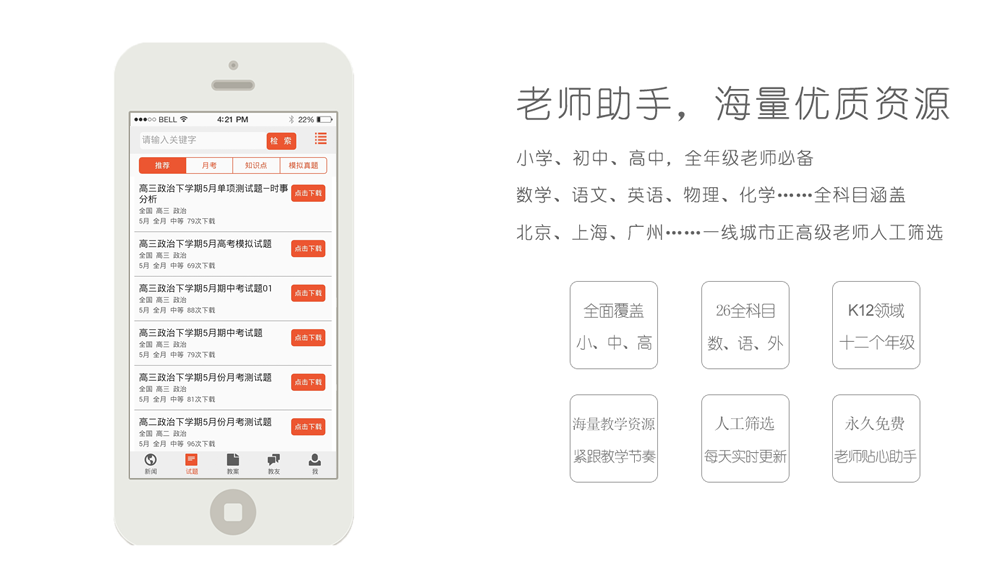 ●●●○○ BELL 4:21 PM 22%
请输入关键字
检 索
推荐 月考 知识点 模拟真题
高三政治下学期5月单项测试题—时事
分析
全国 高三 政治
5月 全月 中等 79次下载
点击下载
高三政治下学期5月高考模拟试题
全国 高三 政治
5月 全月 中等 69次下载
点击下载
高三政治下学期5月期中考试题01
全国 高三 政治
5月 全月 中等 88次下载
点击下载
高三政治下学期5月期中考试题
全国 高三 政治
5月 全月 中等 79次下载
点击下载
高三政治下学期5月份月考测试题
全国 高三 政治
5月 全月 中等 81次下载
点击下载
高二政治下学期5月份月考测试题
全国 高二 政治
5月 全月 中等 96次下载
点击下载
新闻 试题 教案 教友 我
老师助手，海量优质资源
小学、初中、高中，全年级老师必备
数学、语文、英语、物理、化学……全科目涵盖
北京、上海、广州……一线城市正高级老师人工筛选
全面覆盖
小、中、高
26全科目
数、语、外
K12领域
十二个年级
海量教学资源
紧跟教学节奏
人工筛选
每天实时更新
永久免费
老师贴心助手